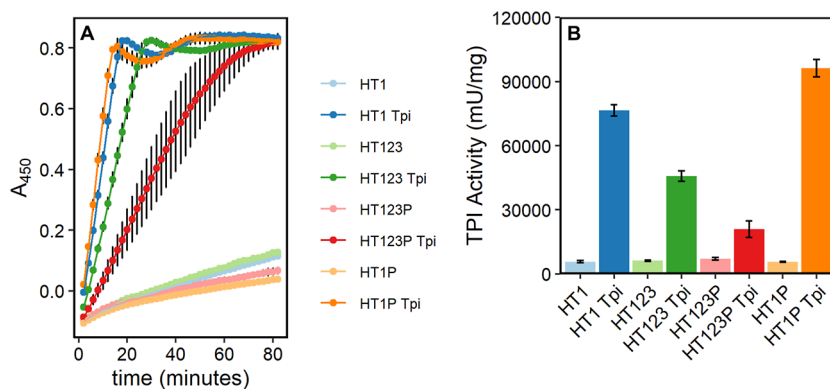 A
A450
0.8
0.6
0.4
0.2
0.0
0 20 40 60 80
time (minutes)
HT1
HT1 Tpi
HT123
HT123 Tpi
HT123P
HT123P Tpi
HT1P
HT1P Tpi
B
TPI Activity (mU/mg)
120000
90000
60000
30000
0
HT1
HT1 Tpi
HT123
HT123 Tpi
HT123P
HT123P Tpi
HT1P
HT1P Tpi